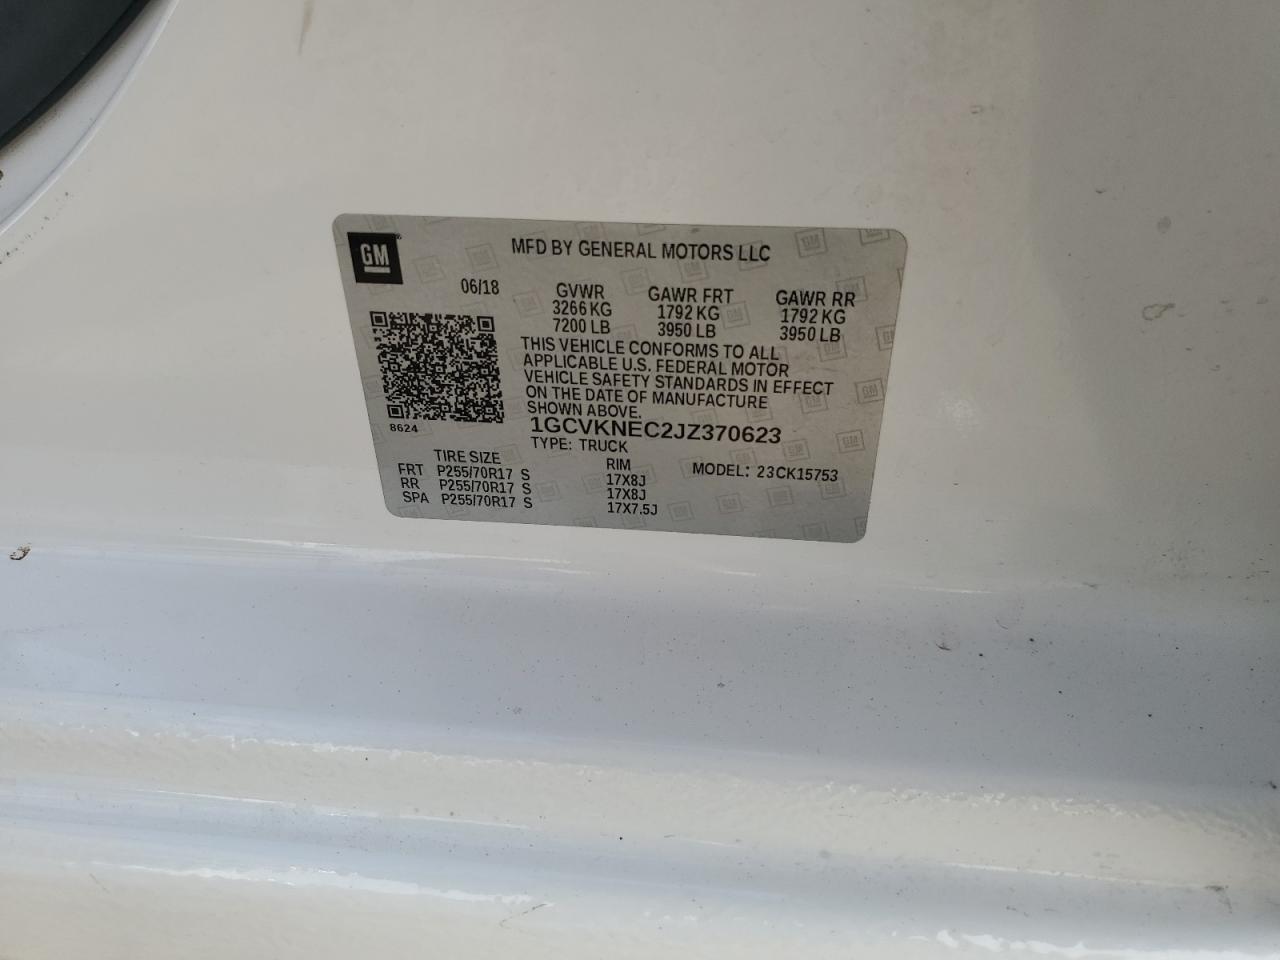 GM
MFD BY GENERAL MOTORS LLC
06/18
GVWR GAWR FRT GAWR RR
3266 KG 1792 KG 1792 KG
7200 LB 3950 LB 3950 LB
THIS VEHICLE CONFORMS TO ALL
APPLICABLE U.S. FEDERAL MOTOR
VEHICLE SAFETY STANDARDS IN EFFECT
ON THE DATE OF MANUFACTURE
SHOWN ABOVE.
8624
1GCVKNEC2JZ370623
TYPE: TRUCK
TIRE SIZE RIM MODEL: 23CK15753
FRT P255/70R17 S 17X8J
RR P255/70R17 S 17X8J
SPA P255/70R17 S 17X7.5J